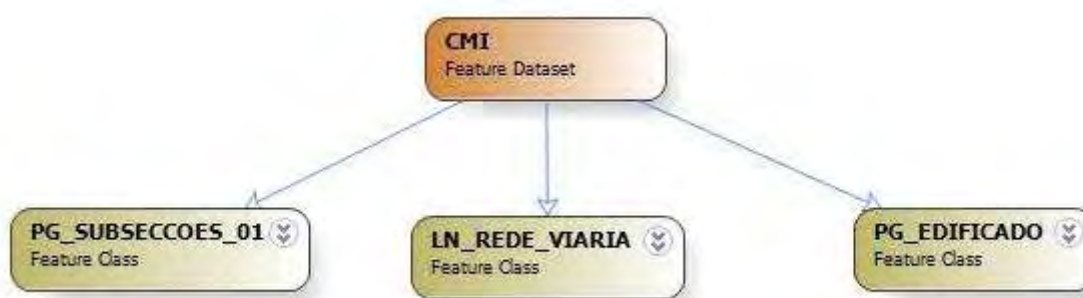 CMI
Feature Dataset
PG_SUBSECCOES_01
Feature Class
LN_REDE_VIARIA
Feature Class
PG_EDIFICADO
Feature Class